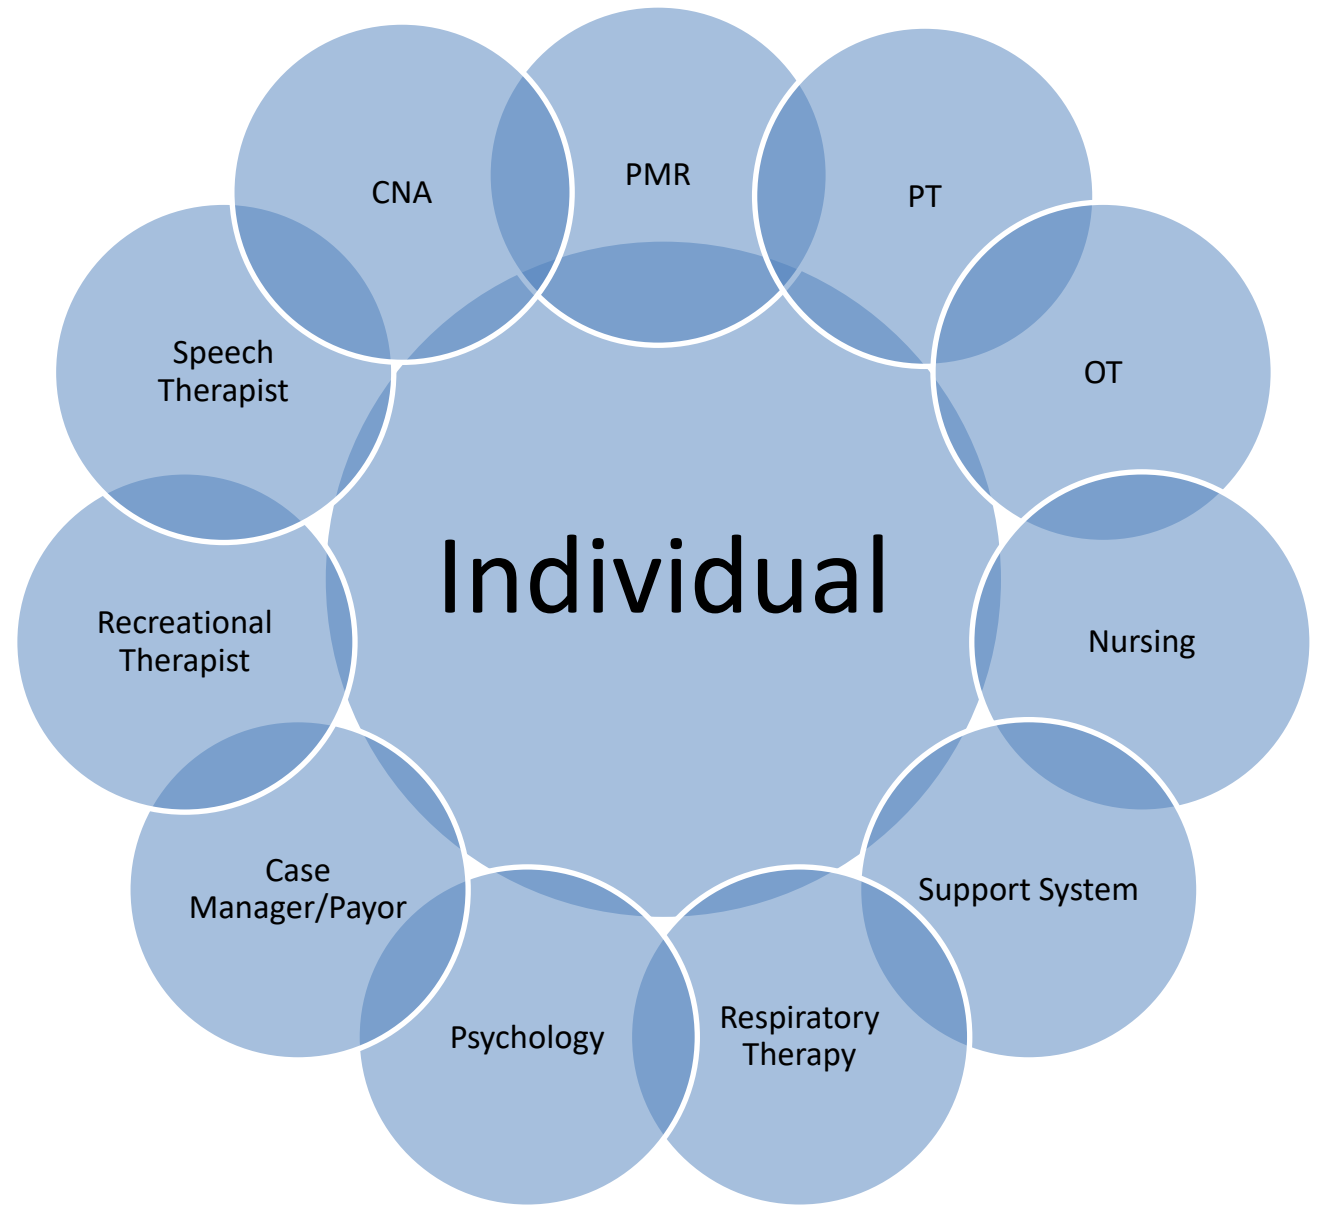 PMR
CNA
PT
Speech
Therapist
OT
Individual
Recreational
Therapist
Nursing
Case
Manager/Payor
Support System
Psychology
Respiratory
Therapy